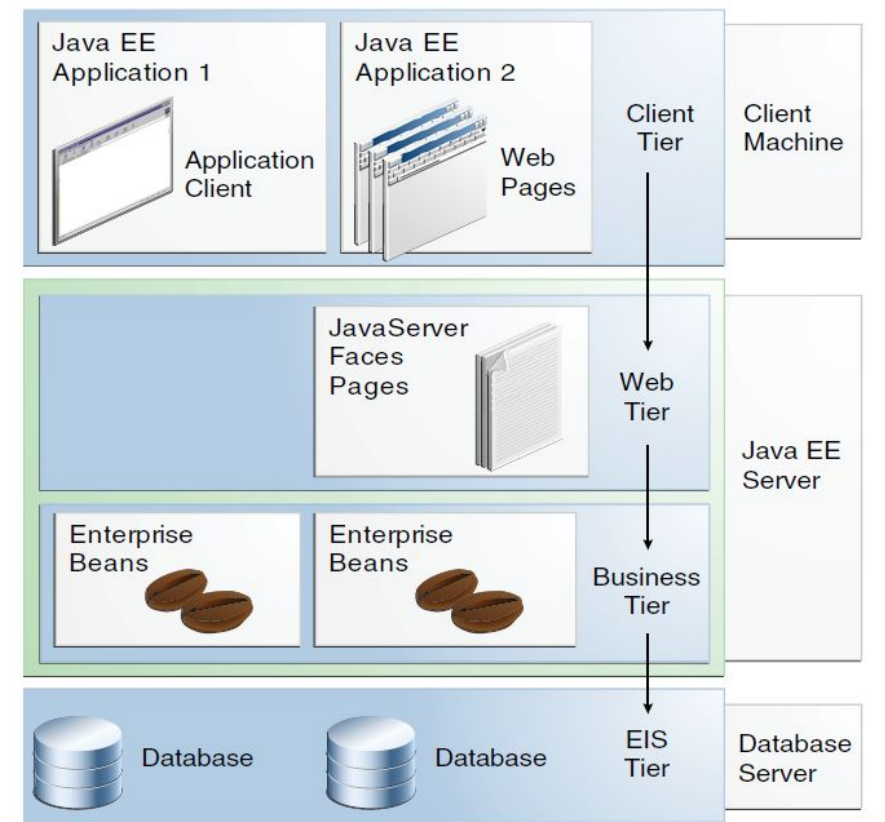 Java EE
Application 1
Application
Client
Java EE
Application 2
Web
Pages
Client
Tier
Client
Machine
JavaServer
Faces
Pages
Web
Tier
Java EE
Server
Enterprise
Beans
Enterprise
Beans
Business
Tier
Database
Database
EIS
Tier
Database
Server